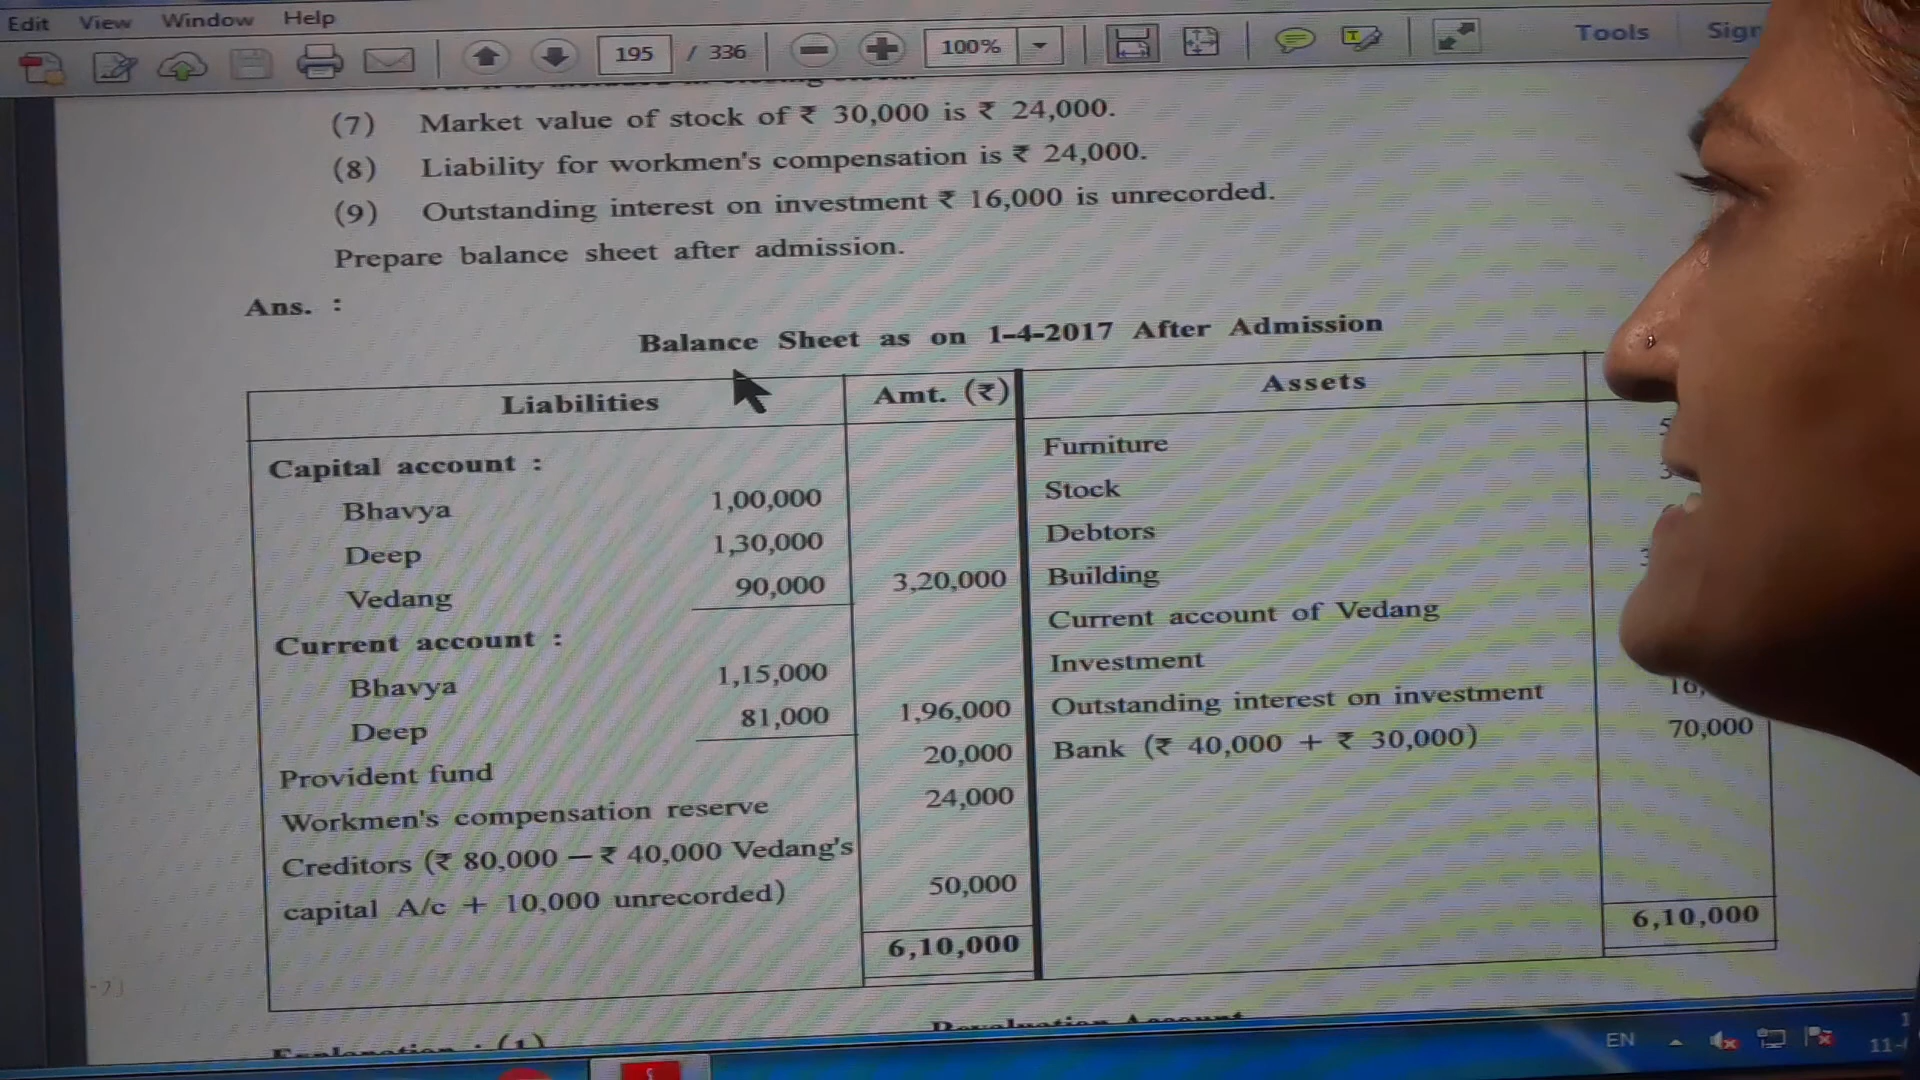 Edit View Window Help
195 / 336 100% Tools Sign
(7) Market value of stock of ₹ 30,000 is ₹ 24,000.
(8) Liability for workmen's compensation is ₹ 24,000.
(9) Outstanding interest on investment ₹ 16,000 is unrecorded.
Prepare balance sheet after admission.
Ans. :
Balance Sheet as on 1-4-2017 After Admission
Liabilities Amt. (₹) Assets
Capital account : Furniture
Bhavya 1,00,000 Stock
Deep 1,30,000 Debtors
Vedang 90,000 3,20,000 Building
Current account : Current account of Vedang
Bhavya 1,15,000 Investment
Deep 81,000 1,96,000 Outstanding interest on investment 16,
Provident fund 20,000 Bank (₹ 40,000 + ₹ 30,000) 70,000
Workmen's compensation reserve 24,000
Creditors (₹ 80,000 – ₹ 40,000 Vedang's
capital A/c + 10,000 unrecorded) 50,000
6,10,000 6,10,000
Revaluation Account
Explanation : (1)
EN